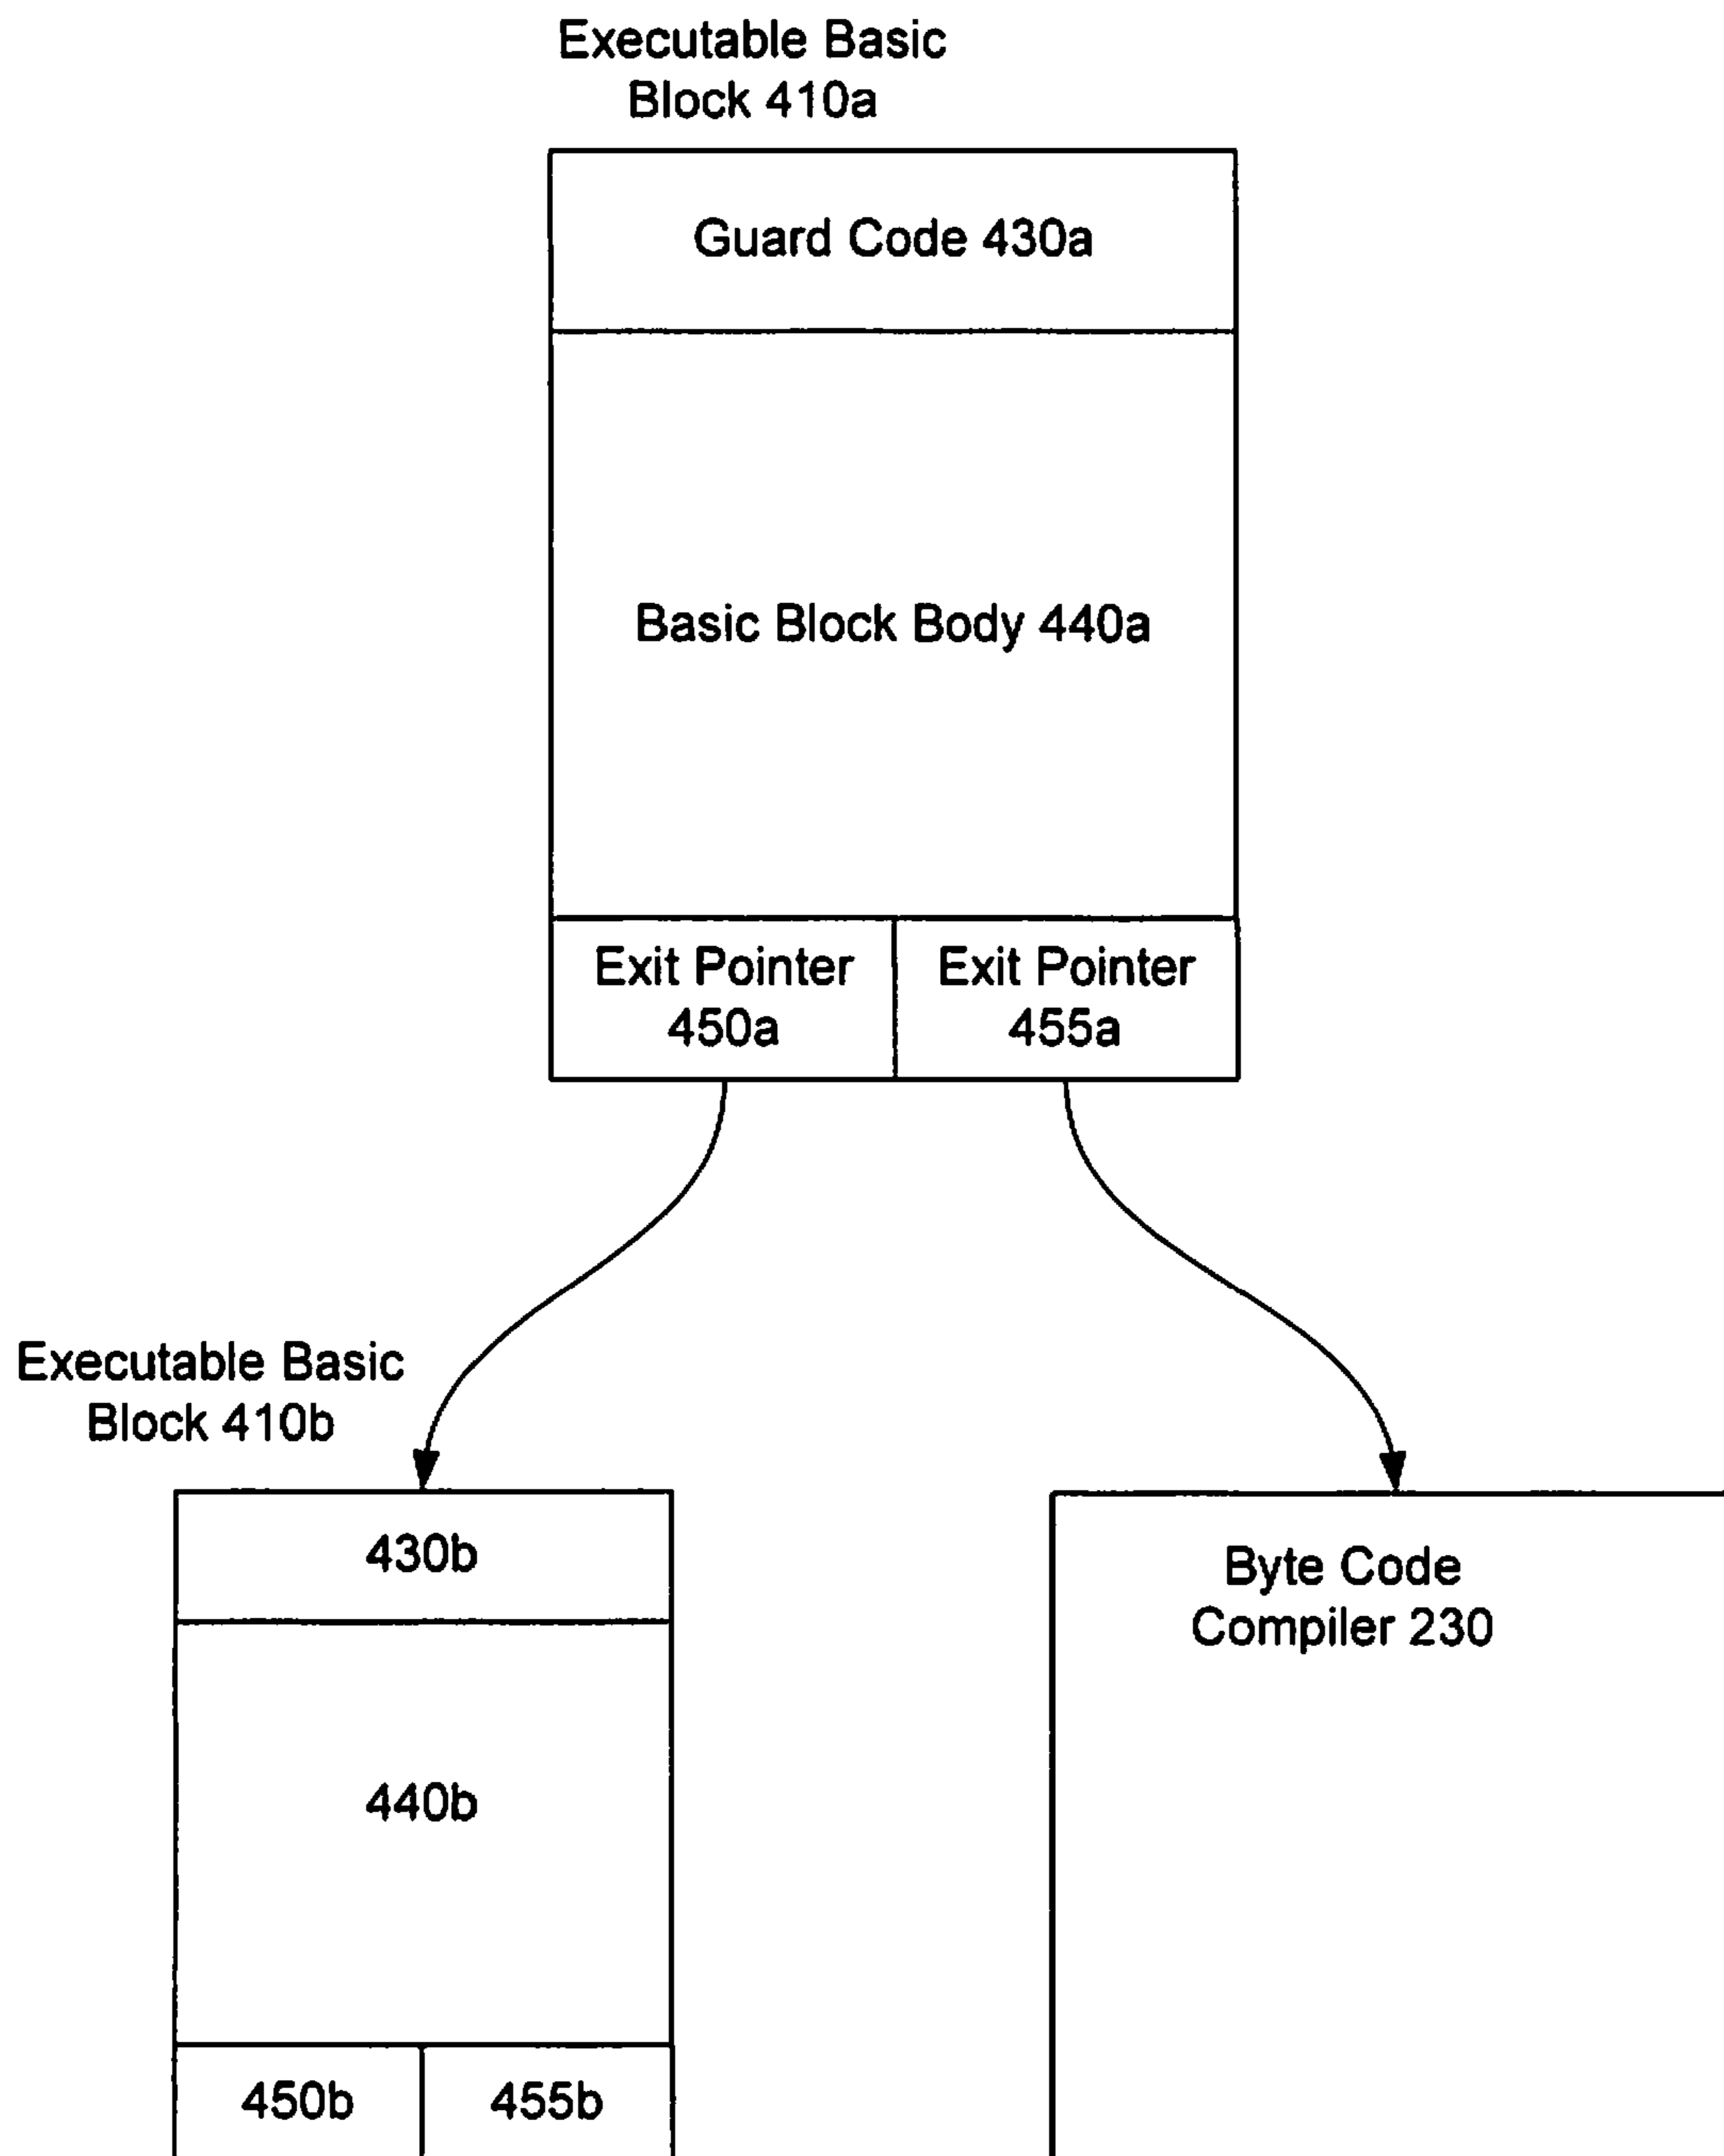 Executable Basic
Block 410a
Guard Code 430a
Basic Block Body 440a
Exit Pointer
450a
Exit Pointer
455a
Executable Basic
Block 410b
430b
440b
450b
455b
Byte Code
Compiler 230